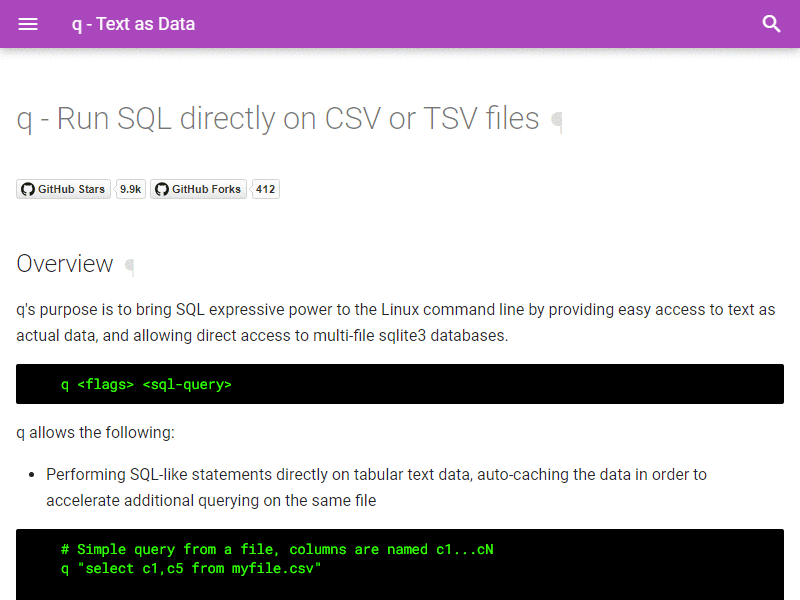 q - Text as Data
q - Run SQL directly on CSV or TSV files ¶
GitHub Stars 9.9k GitHub Forks 412
Overview ¶
q's purpose is to bring SQL expressive power to the Linux command line by providing easy access to text as
actual data, and allowing direct access to multi-file sqlite3 databases.
q <flags> <sql-query>
q allows the following:
• Performing SQL-like statements directly on tabular text data, auto-caching the data in order to
accelerate additional querying on the same file
# Simple query from a file, columns are named c1...cN
q "select c1,c5 from myfile.csv"